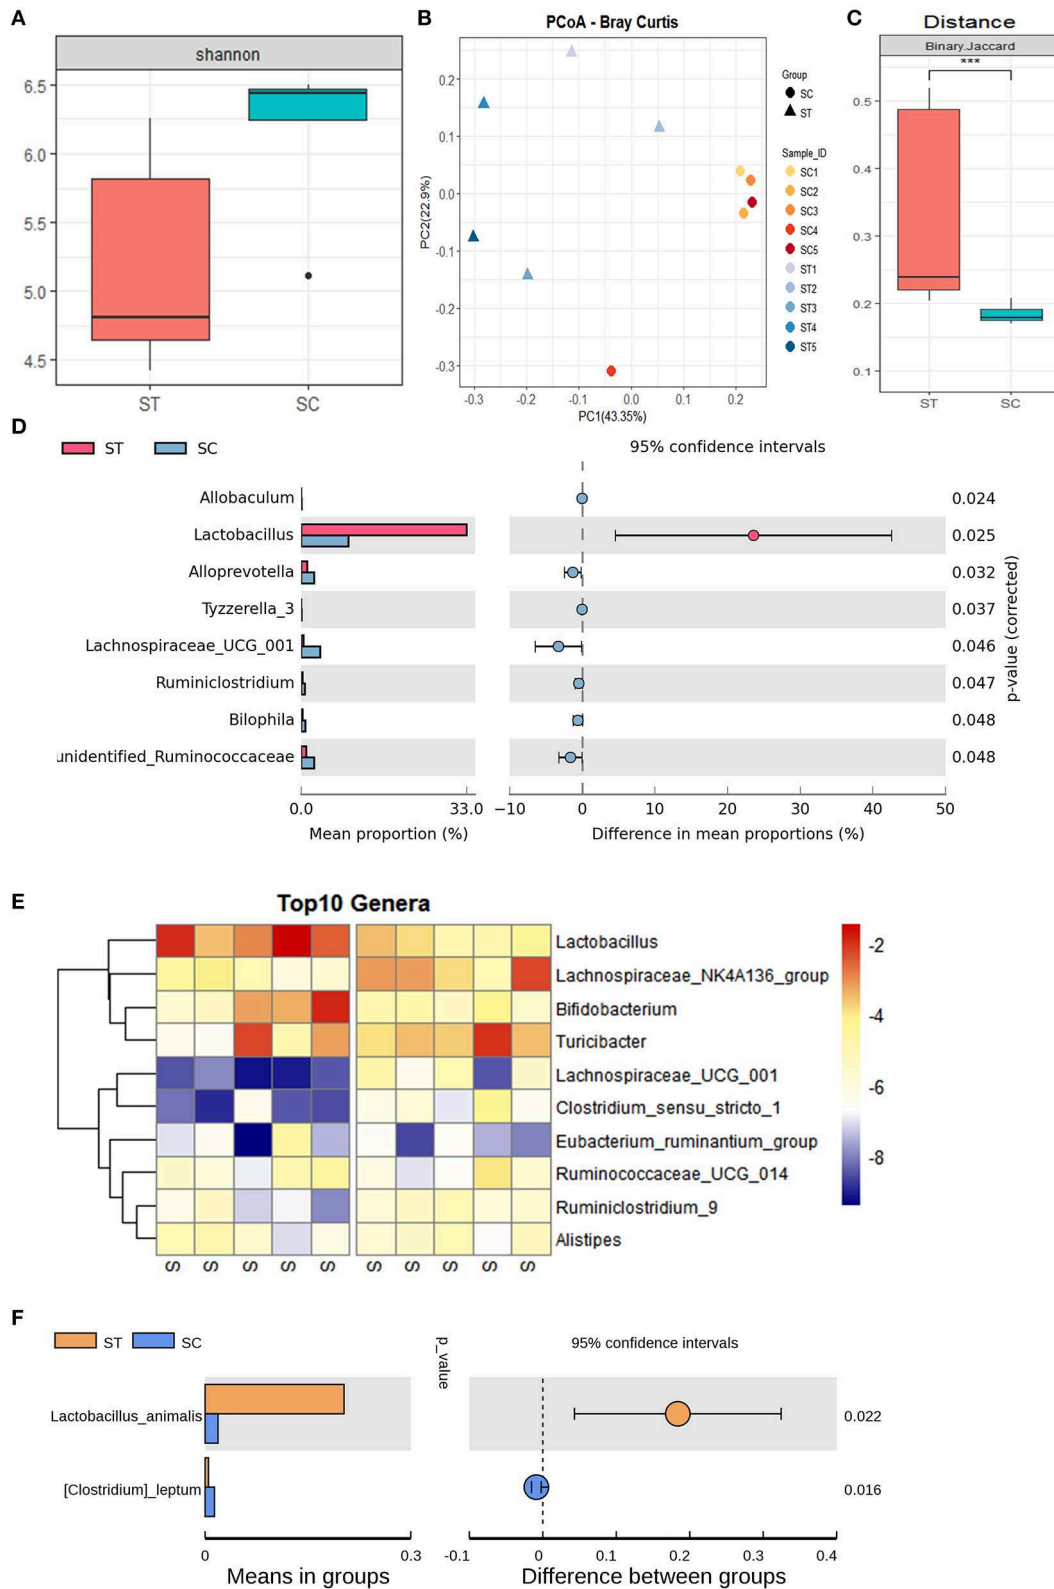 A
shannon
6.5
6.0
5.5
5.0
4.5
ST SC
B
PCoA - Bray Curtis
PC2(22.9%)
0.2
0.1
0.0
-0.1
-0.2
-0.3
-0.3 -0.2 -0.1 0.0 0.1 0.2
PC1(43.35%)
Group
SC
ST
Sample_ID
SC1
SC2
SC3
SC4
SC5
ST1
ST2
ST3
ST4
ST5
C
Distance
Binary.Jaccard
***
0.5
0.4
0.3
0.2
0.1
ST SC
D
ST SC
95% confidence intervals
Allobaculum 0.024
Lactobacillus 0.025
Alloprevotella 0.032
Tyzzerella_3 0.037
Lachnospiraceae_UCG_001 0.046
Ruminiclostridium 0.047
Bilophila 0.048
unidentified_Ruminococcaceae 0.048
p-value (corrected)
0.0 33.0 −10 0 10 20 30 40 50
Mean proportion (%) Difference in mean proportions (%)
E
Top10 Genera
Lactobacillus
Lachnospiraceae_NK4A136_group
Bifidobacterium
Turicibacter
Lachnospiraceae_UCG_001
Clostridium_sensu_stricto_1
Eubacterium_ruminantium_group
Ruminococcaceae_UCG_014
Ruminiclostridium_9
Alistipes
S S S S S S S S S S
-2
-4
-6
-8
F
ST SC
p_value
95% confidence intervals
Lactobacillus_animalis 0.022
[Clostridium]_leptum 0.016
0 0.3 -0.1 0 0.1 0.2 0.3 0.4
Means in groups Difference between groups